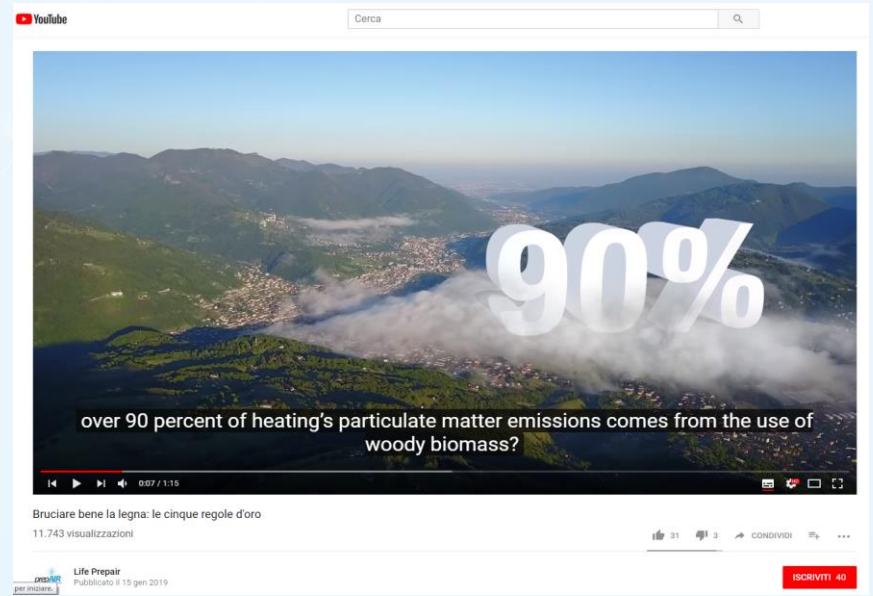 YouTube
Cerca
90%
over 90 percent of heating's particulate matter emissions comes from the use of
woody biomass?
0:07 / 1:15
HD
Bruciare bene la legna: le cinque regole d'oro
11.743 visualizzazioni
31
3
CONDIVIDI
prepAIR
Life Prepair
Pubblicato il 15 gen 2019
per iniziare.
ISCRIVITI 40